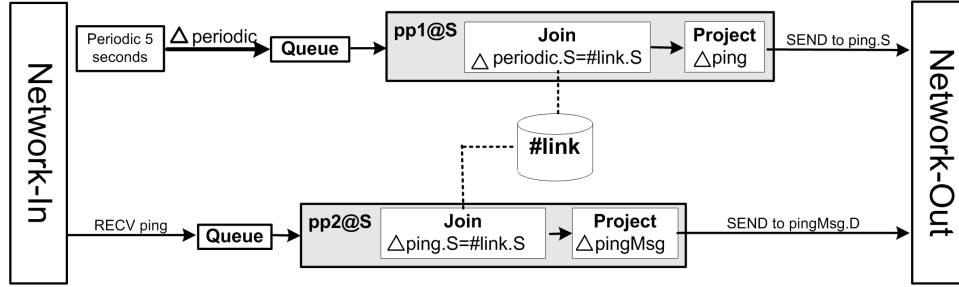 Network-In
Periodic 5
seconds
△ periodic
Queue
pp1@S
Join
△ periodic.S=#link.S
Project
△ping
SEND to ping.S
Network-Out
#link
RECV ping
Queue
pp2@S
Join
△ping.S=#link.S
Project
△pingMsg
SEND to pingMsg.D